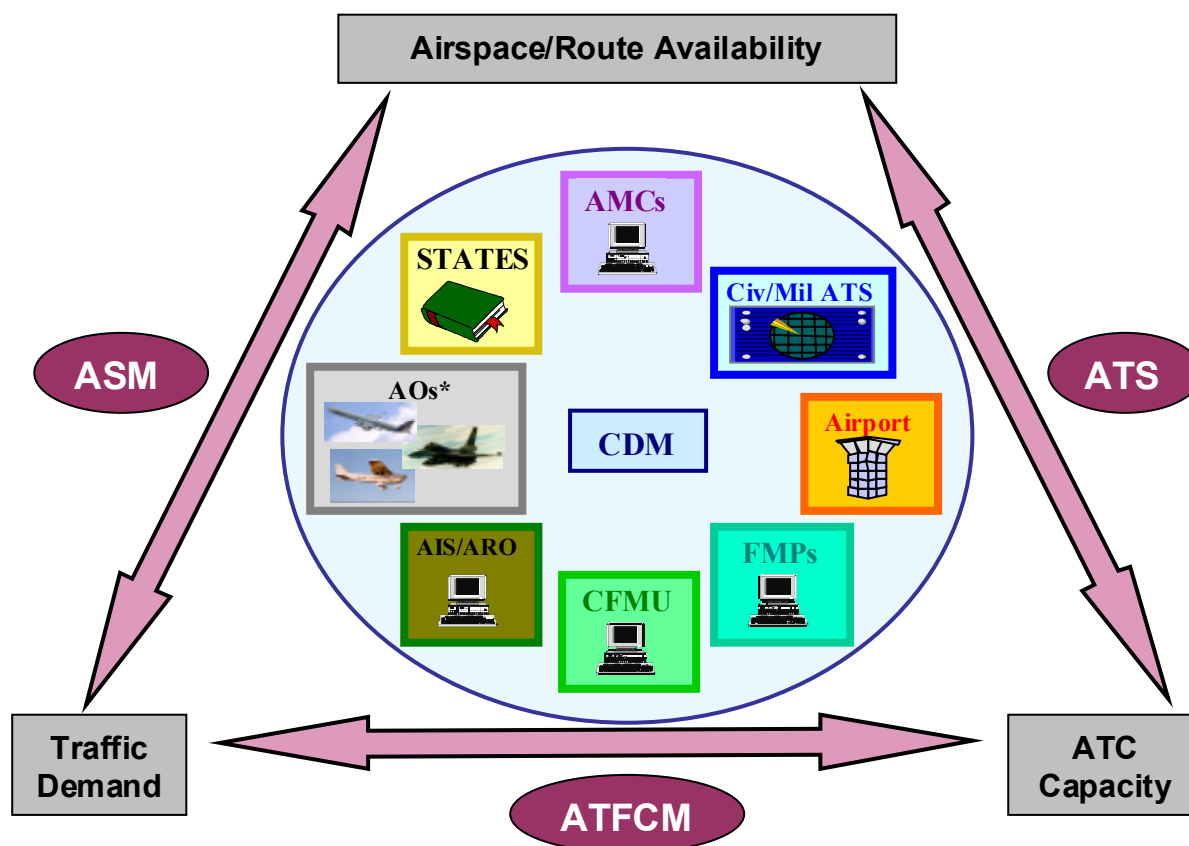 Airspace/Route Availability
AMCs
STATES
Civ/Mil ATS
ASM
ATS
AOs*
CDM
Airport
AIS/ARO
FMPs
CFMU
Traffic
Demand
ATC
Capacity
ATFCM